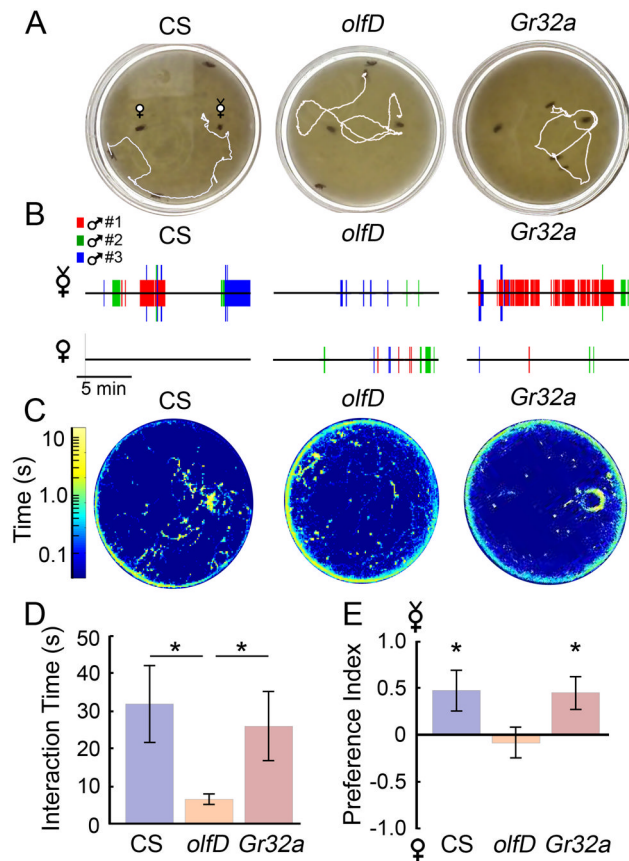 A
CS
olfD
Gr32a
B
♂#1
♂#2
♂#3
CS
olfD
Gr32a
5 min
C
CS
olfD
Gr32a
Time (s)
10
1.0
0.1
D
Interaction Time (s)
50
40
30
20
10
0
*
*
CS
olfD
Gr32a
E
Preference Index
1.0
0.5
0
-0.5
-1.0
*
*
CS
olfD
Gr32a